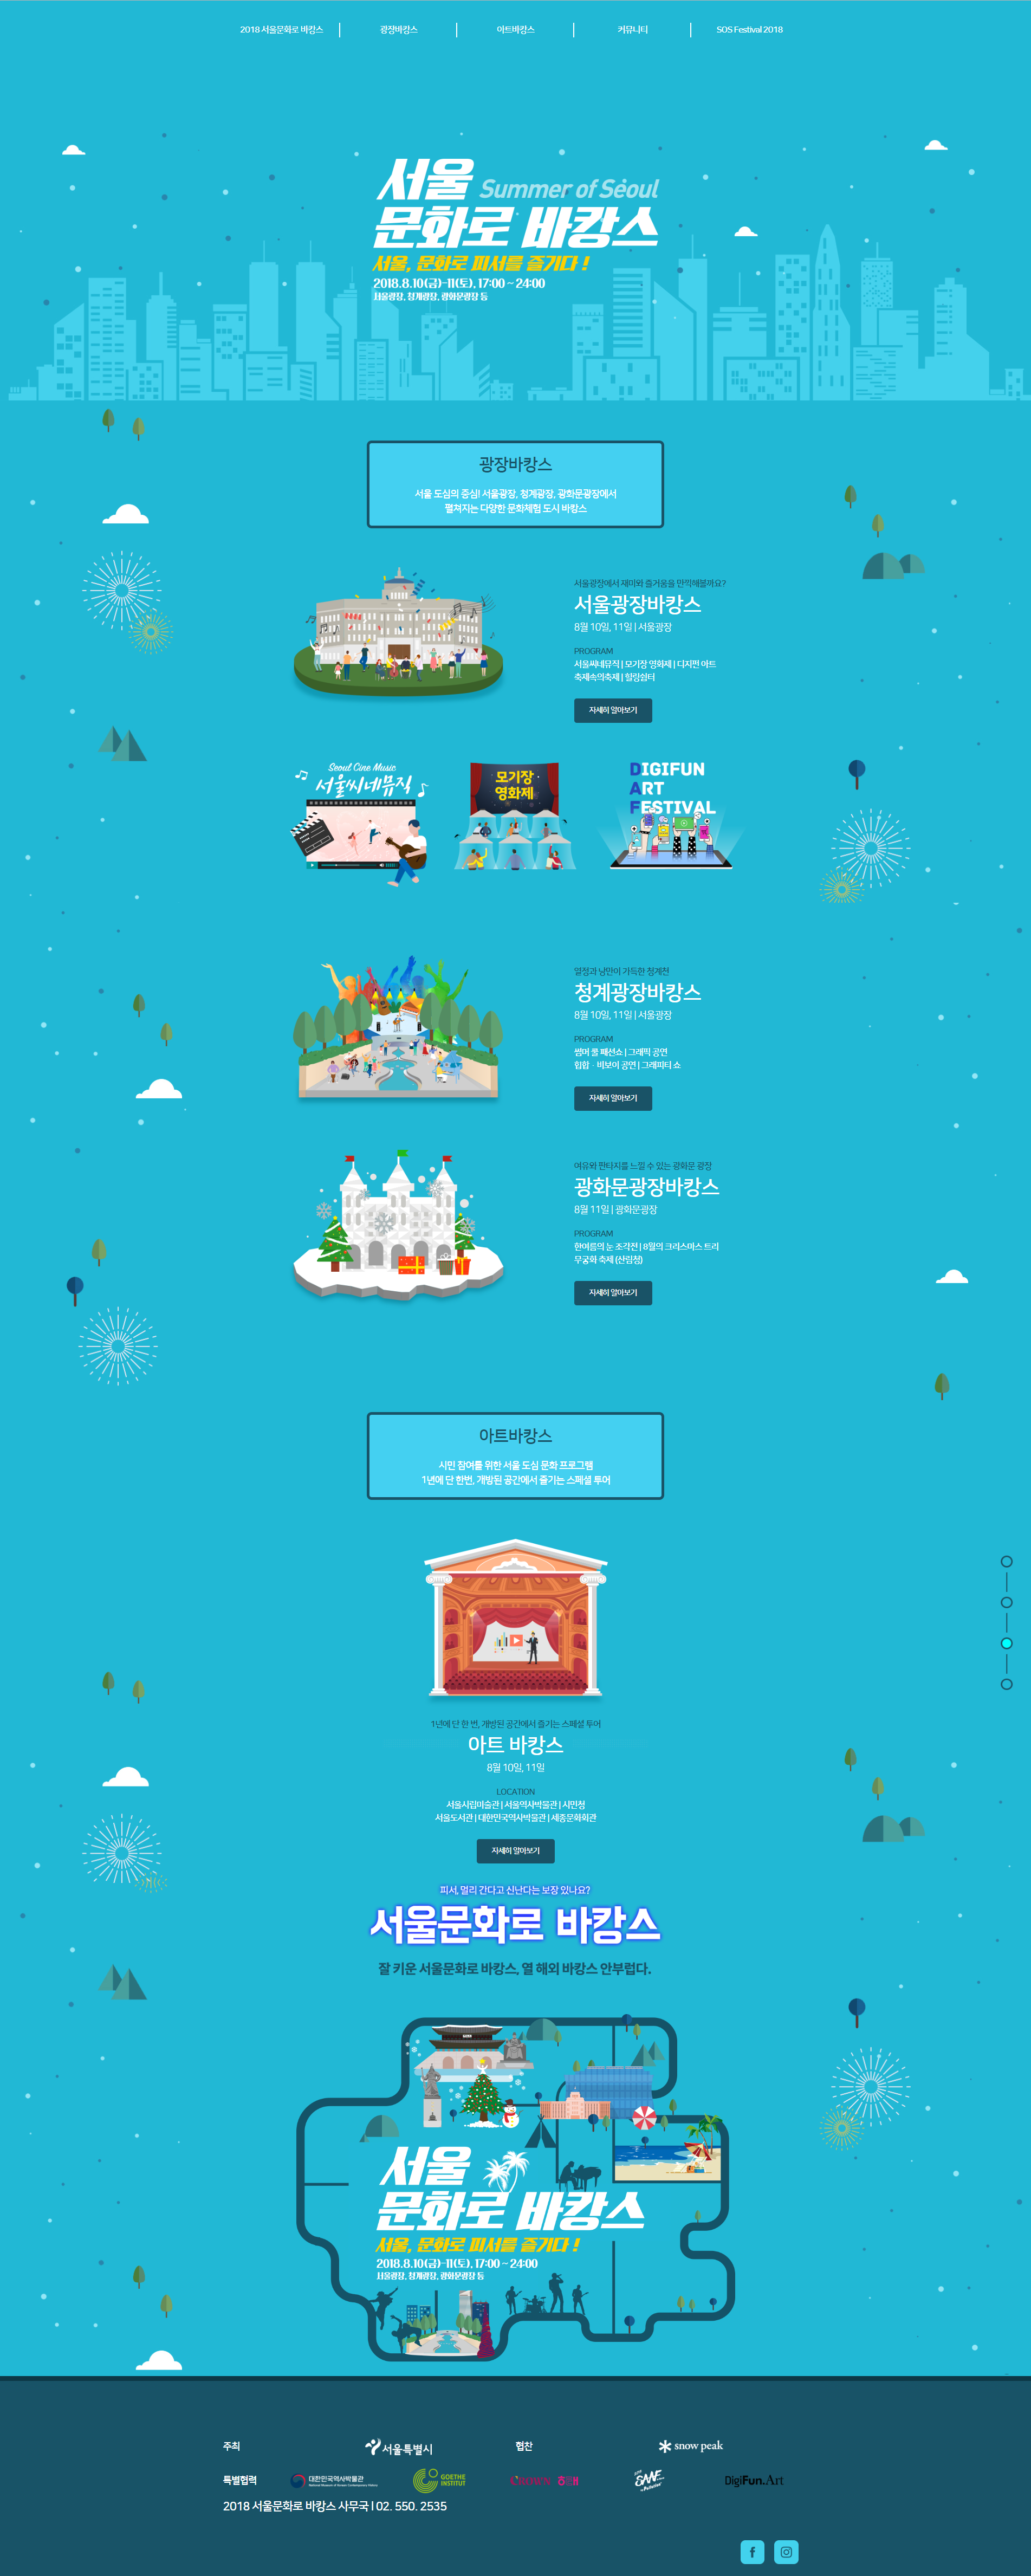 2018 서울문화로 바캉스
광장바캉스
아트바캉스
커뮤니티
SOS Festival 2018
서울 Summer of Seoul
문화로 바캉스
서울, 문화로 피서를 즐기다 !
2018.8.10(금)-11(토). 17:00 ~ 24:00
서울광장, 청계광장, 광화문광장 등
광장바캉스
서울 도심의 중심! 서울광장, 청계광장, 광화문광장에서
펼쳐지는 다양한 문화체험 도시 바캉스
서울광장에서 재미와 즐거움을 만끽해볼까요?
서울광장바캉스
8월 10일, 11일 | 서울광장
PROGRAM
서울씨네뮤직 | 모기장 영화제 | 디지펀 아트
축제속의축제 | 힐링쉼터
자세히 알아보기
Seoul Cine Music
서울씨네뮤직
모기장
영화제
DIGIFUN
ART
FESTIVAL
열정과 낭만이 가득한 청계천
청계광장바캉스
8월 10일, 11일 | 서울광장
PROGRAM
썸머 쿨 패션쇼 | 그래픽 공연
힙합 · 비보이 공연 | 그래피티 쇼
자세히 알아보기
여유와 판타지를 느낄 수 있는 광화문 광장
광화문광장바캉스
8월 11일 | 광화문광장
PROGRAM
한여름의 눈 조각전 | 8월의 크리스마스 트리
무궁화 축제 (산림청)
자세히 알아보기
아트바캉스
시민 참여를 위한 서울 도심 문화 프로그램
1년에 단 한번, 개방된 공간에서 즐기는 스페셜 투어
1년에 단 한 번, 개방된 공간에서 즐기는 스페셜 투어
아트 바캉스
8월 10일, 11일
LOCATION
서울시립미술관 | 서울역사박물관 | 시민청
서울도서관 | 대한민국역사박물관 | 세종문화회관
자세히 알아보기
피서, 멀리 간다고 신난다는 보장 있나요?
서울문화로 바캉스
잘 키운 서울문화로 바캉스, 열 해외 바캉스 안부럽다.
서울
문화로 바캉스
서울, 문화로 피서를 즐기다 !
2018.8.10(금)-11(토). 17:00 ~ 24:00
서울광장, 청계광장, 광화문광장 등
주최
서울특별시
협찬
snow peak
특별협력
대한민국역사박물관
National Museum of Korean Contemporary History
GOETHE
INSTITUT
CROWN 해태
DigiFun.Art
2018 서울문화로 바캉스 사무국 I 02. 550. 2535